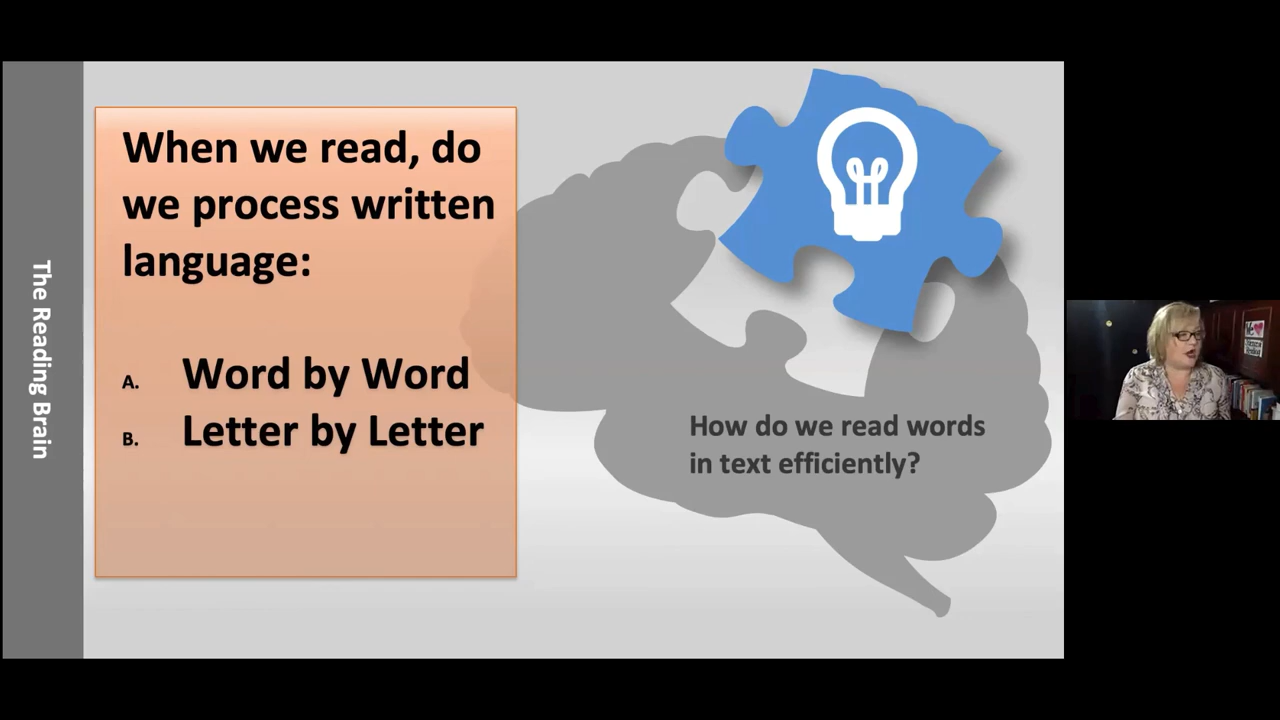 The Reading Brain
When we read, do
we process written
language:
A. Word by Word
B. Letter by Letter
How do we read words
in text efficiently?
We